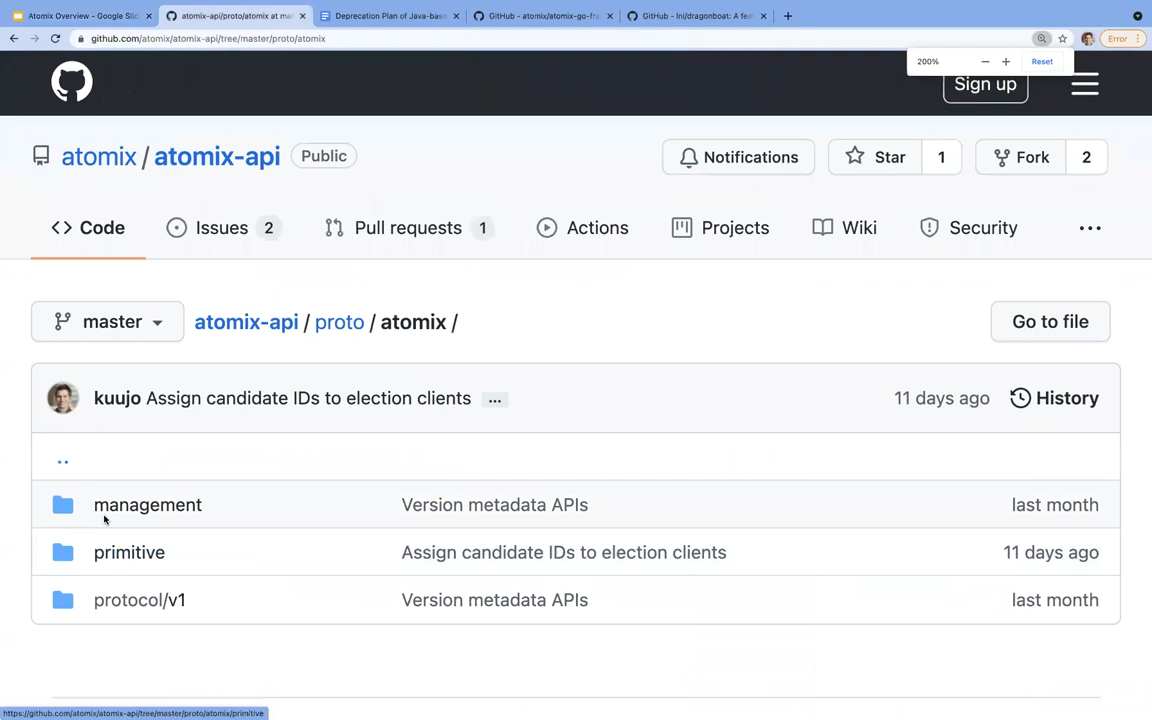 Atomix Overview - Google Sli
atomix-api/proto/atomix at ma
Deprecation Plan of Java-base
GitHub - atomix/atomix-go-fra
GitHub - lni/dragonboat: A fea
github.com/atomix/atomix-api/tree/master/proto/atomix
Error
200%
Reset
Sign up
atomix / atomix-api
Public
Notifications
Star
1
Fork
2
Code
Issues
2
Pull requests
1
Actions
Projects
Wiki
Security
master
atomix-api / proto / atomix /
Go to file
kuujo Assign candidate IDs to election clients
11 days ago
History
..
management
Version metadata APIs
last month
primitive
Assign candidate IDs to election clients
11 days ago
protocol/v1
Version metadata APIs
last month
https://github.com/atomix/atomix-api/tree/master/proto/atomix/primitive